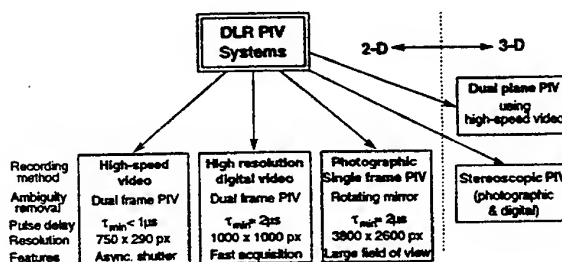 DLR PIV
Systems
2-D
3-D
Dual plane PIV
using
high-speed video
Stereoscopic PIV
(photographic
& digital)
Recording
method
High-speed
video
High resolution
digital video
Photographic
Single frame PIV
Ambiguity
removal
Dual frame PIV
Dual frame PIV
Rotating mirror
Pulse delay
τmin< 1µs
τmin= 2µs
τmin= 2µs
Resolution
750 x 290 px
1000 x 1000 px
3800 x 2600 px
Features
Async. shutter
Fast acquisition
Large field of view